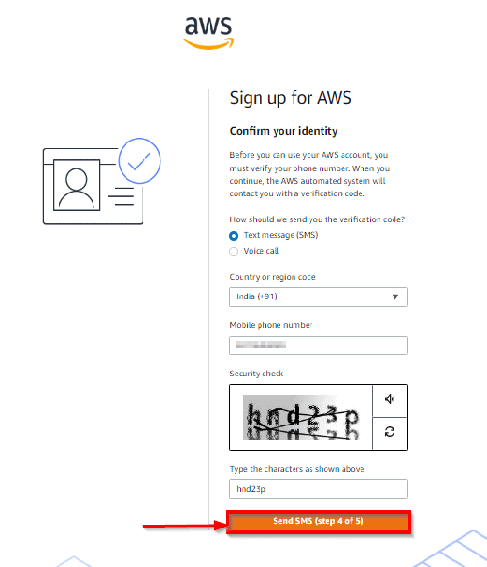 aws
Sign up for AWS
Confirm your identity
Before you can use your AWS account, you
must verify your phone number. When you
continue, the AWS automated system will
contact you with a verification code.
How should we send you the verification code?
Text message (SMS)
Voice call
Country or region code
India (+91)
Mobile phone number
Security check
hnd23p
Type the characters as shown above
hnd23p
Send SMS (step 4 of 5)